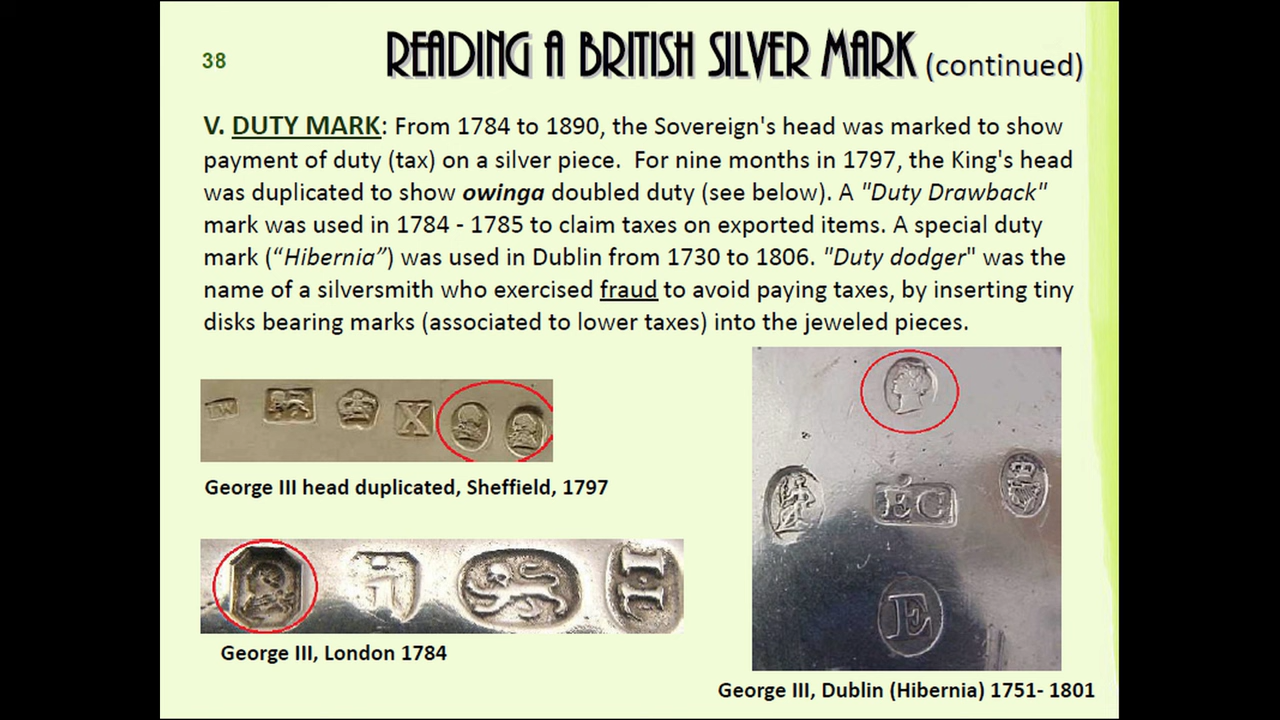 38
READING A BRITISH SILVER MARK (continued)
V. DUTY MARK: From 1784 to 1890, the Sovereign's head was marked to show
payment of duty (tax) on a silver piece.  For nine months in 1797, the King's head
was duplicated to show owinga doubled duty (see below). A "Duty Drawback"
mark was used in 1784 - 1785 to claim taxes on exported items. A special duty
mark (“Hibernia”) was used in Dublin from 1730 to 1806. "Duty dodger" was the
name of a silversmith who exercised fraud to avoid paying taxes, by inserting tiny
disks bearing marks (associated to lower taxes) into the jeweled pieces.
IW X
George III head duplicated, Sheffield, 1797
George III, London 1784
EC
E
George III, Dublin (Hibernia) 1751- 1801